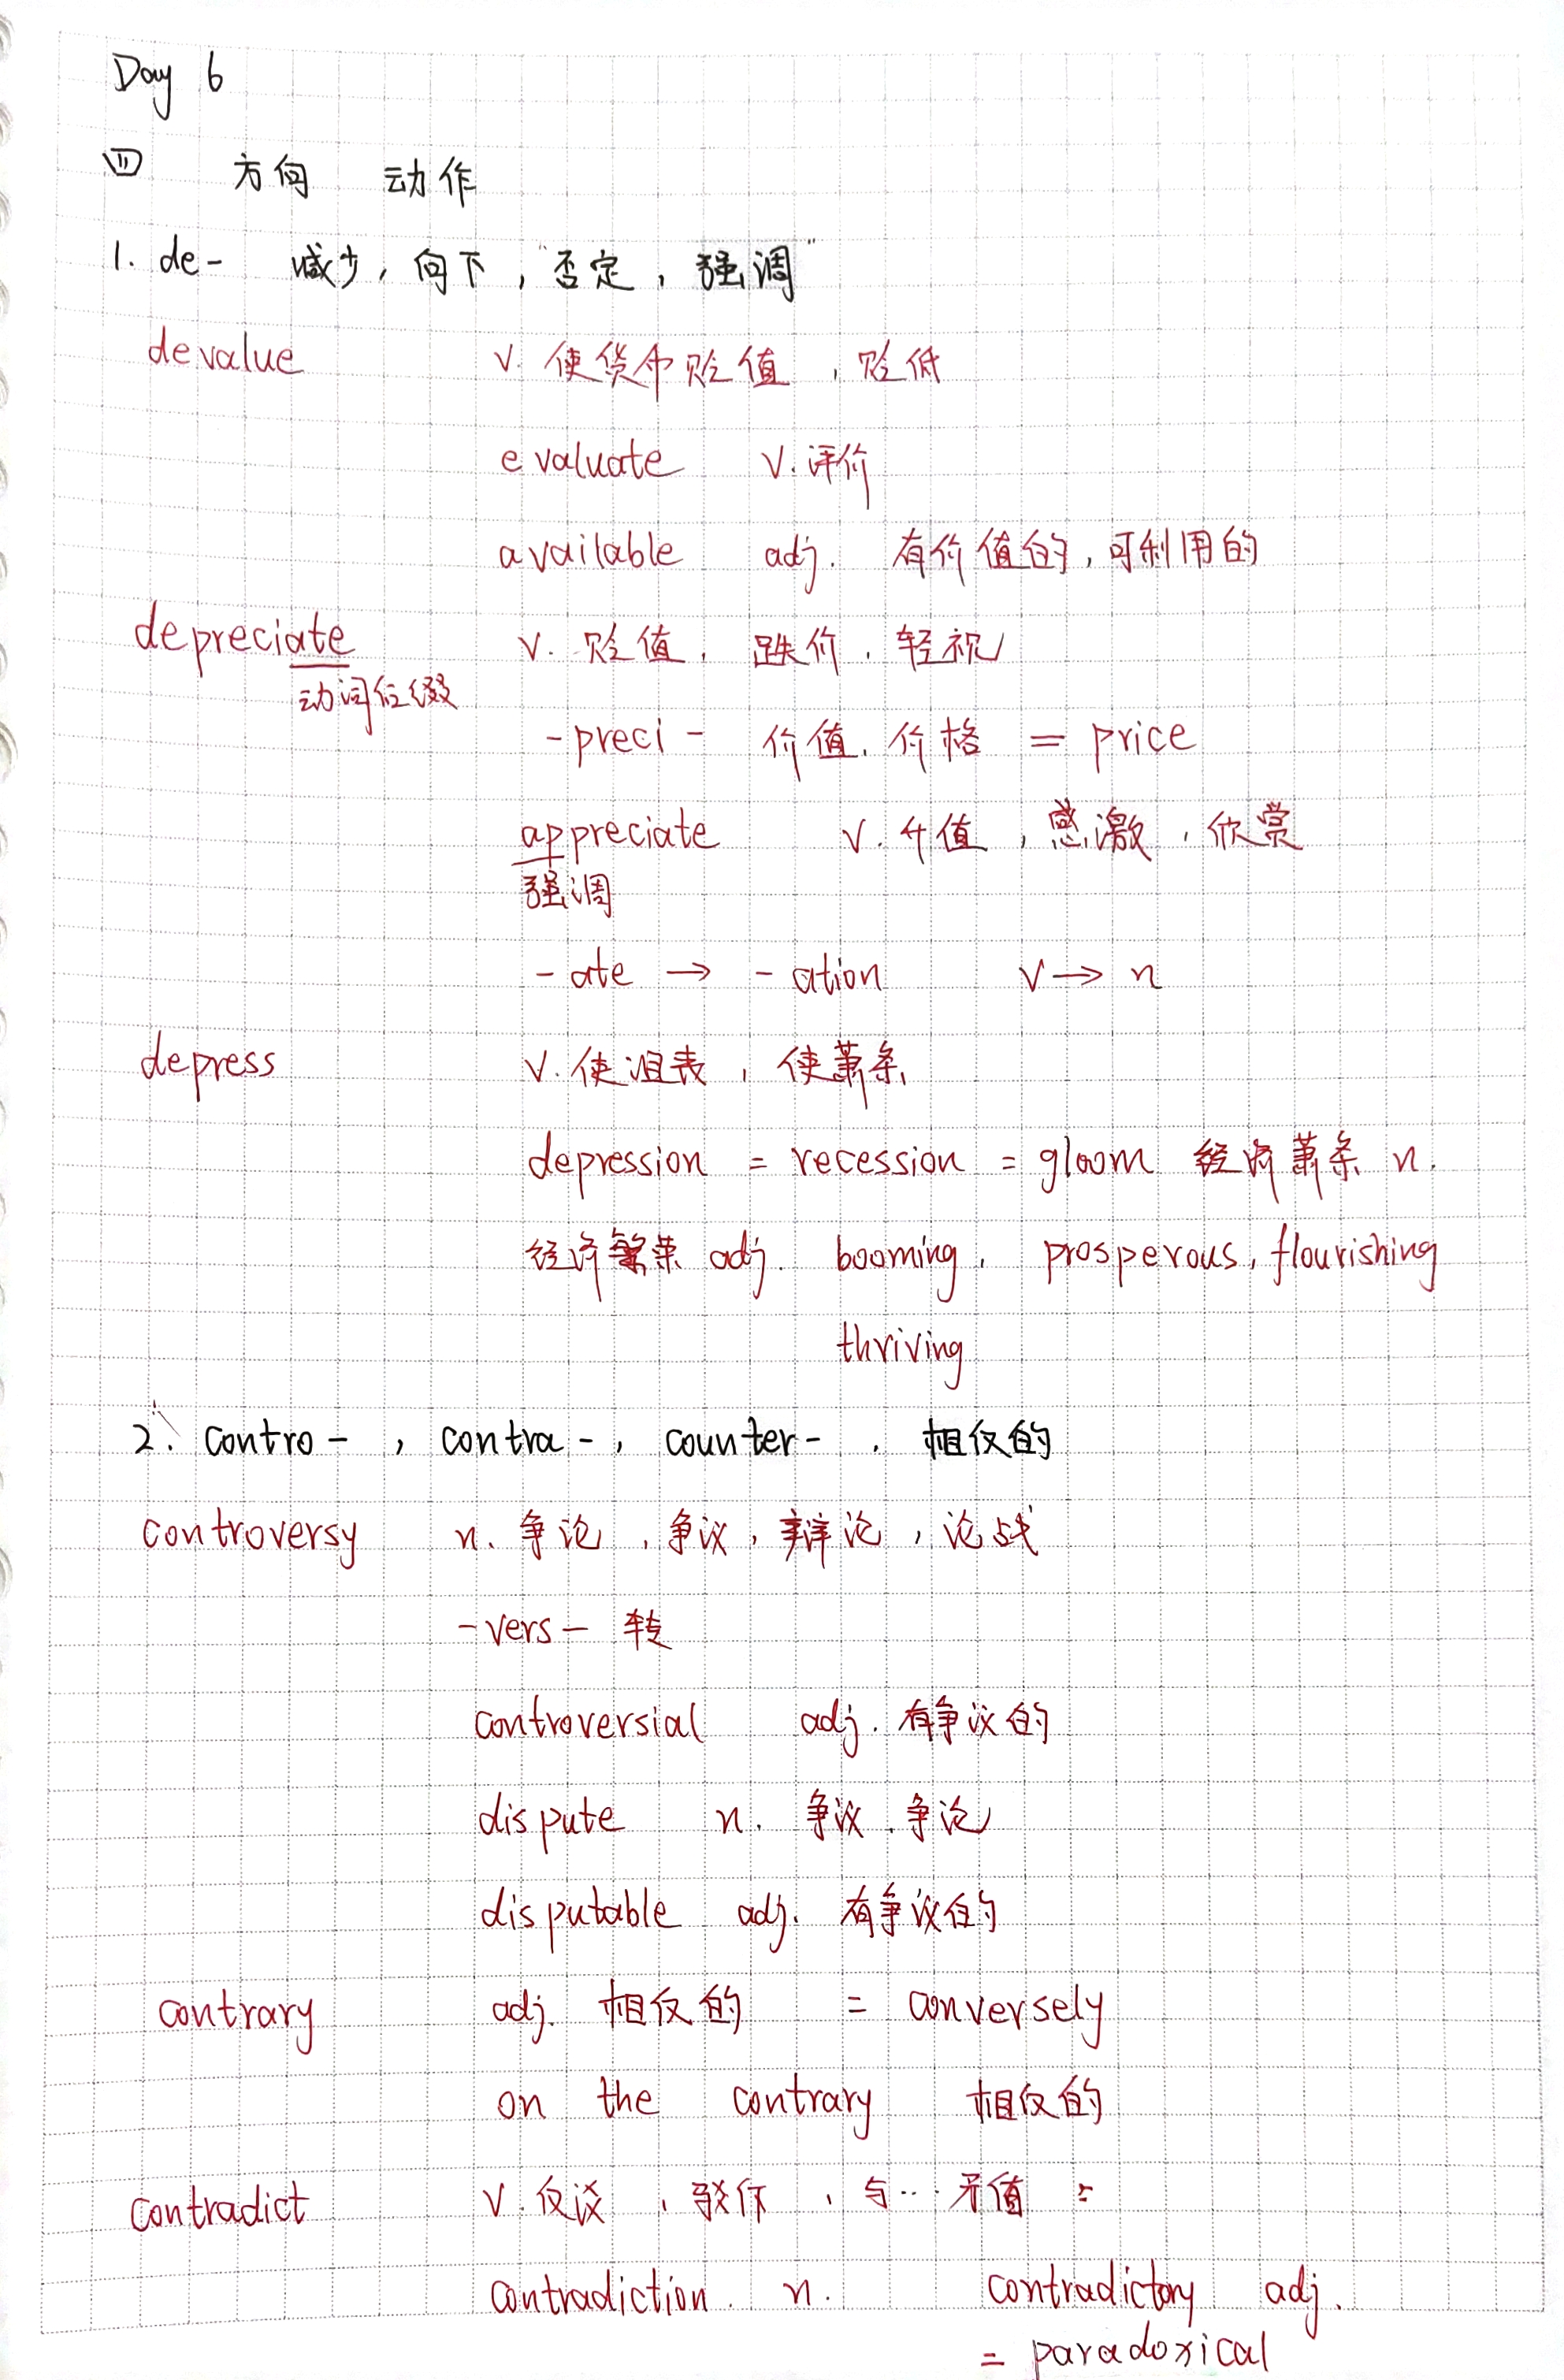 Day 6
四 方向 动作
1. de- 减少, 向下, "否定, 强调"
devalue v. 使货币贬值, 贬低
evaluate v. 评价
available adj. 有价值的, 可利用的
depreciate v. 贬值, 跌价, 轻视
动词后缀
-preci- 价值, 价格 = price
appreciate v. 升值, 感激, 欣赏
强调
-ate → -ation v → n
depress v. 使沮丧, 使萧条
depression = recession = gloom 经济萧条 n.
经济繁荣 adj. booming, prosperous, flourishing
thriving
2. contro-, contra-, counter-, 相反的
controversy n. 争论, 争议, 辩论, 论战
-vers- 转
controversial adj. 有争议的
dispute n. 争议, 争论
disputable adj. 有争议的
contrary adj. 相反的 = conversely
on the contrary 相反的
contradict v. 反谈, 驳斥, 与… 矛值 =
contradiction n. contradictory adj.
= paradoxical